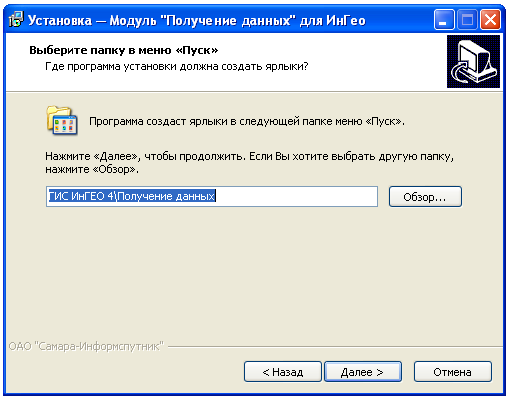 Установка — Модуль "Получение данных" для ИнГео
Выберите папку в меню «Пуск»
Где программа установки должна создать ярлыки?
Программа создаст ярлыки в следующей папке меню «Пуск».
Нажмите «Далее», чтобы продолжить. Если Вы хотите выбрать другую папку,
нажмите «Обзор».
ГИС ИнГЕО 4\Получение данных
Обзор...
ОАО "Самара-Информспутник"
< Назад
Далее >
Отмена